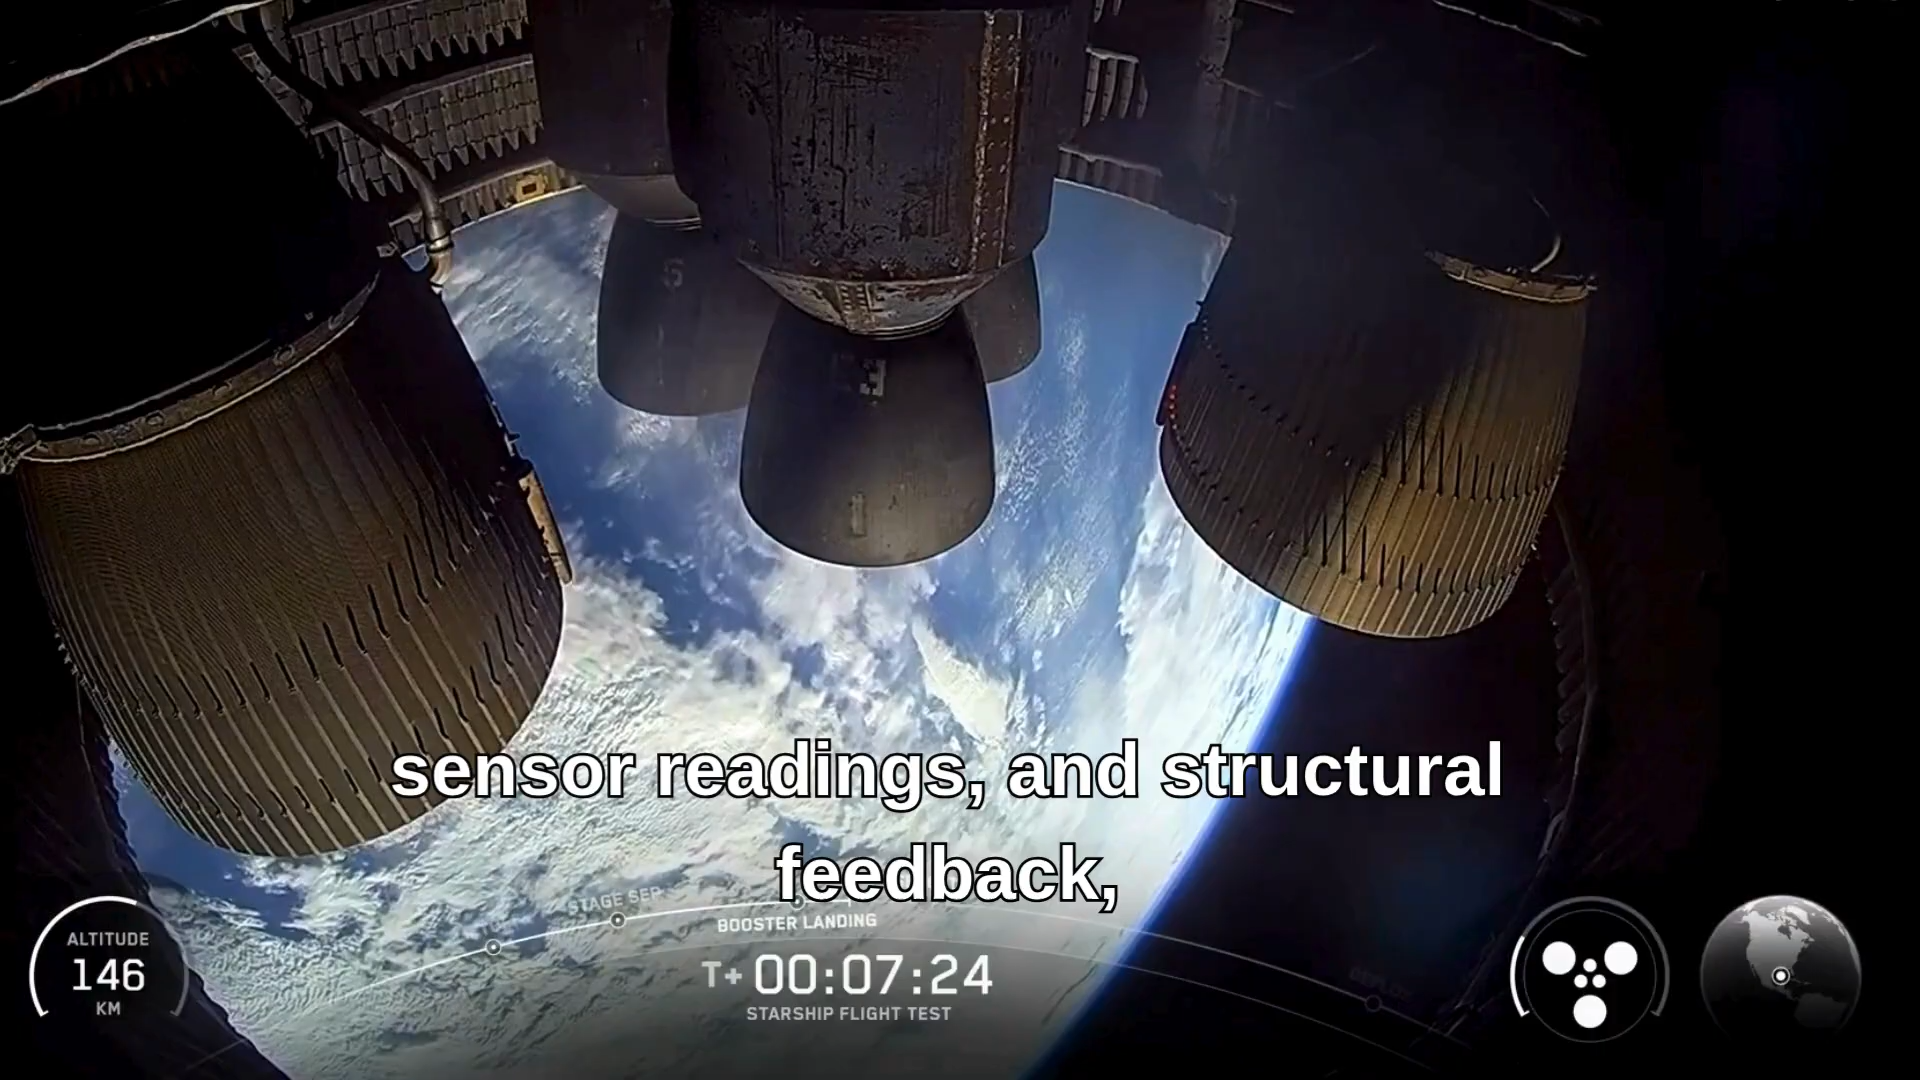 sensor readings, and structural
feedback,
STAGE SEP
BOOSTER LANDING
ALTITUDE
146
KM
T+ 00:07:24
STARSHIP FLIGHT TEST